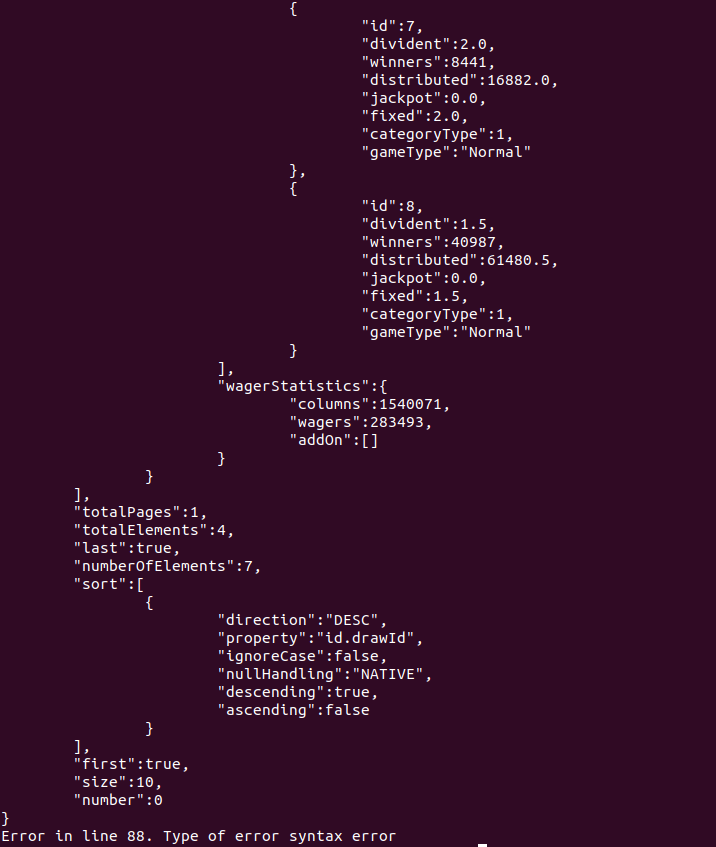 {
"id":7,
"divident":2.0,
"winners":8441,
"distributed":16882.0,
"jackpot":0.0,
"fixed":2.0,
"categoryType":1,
"gameType":"Normal"
},
{
"id":8,
"divident":1.5,
"winners":40987,
"distributed":61480.5,
"jackpot":0.0,
"fixed":1.5,
"categoryType":1,
"gameType":"Normal"
}
],
"wagerStatistics":{
"columns":1540071,
"wagers":283493,
"addOn":[]
}
}
],
"totalPages":1,
"totalElements":4,
"last":true,
"numberOfElements":7,
"sort":[
{
"direction":"DESC",
"property":"id.drawId",
"ignoreCase":false,
"nullHandling":"NATIVE",
"descending":true,
"ascending":false
}
],
"first":true,
"size":10,
"number":0
}
Error in line 88. Type of error syntax error